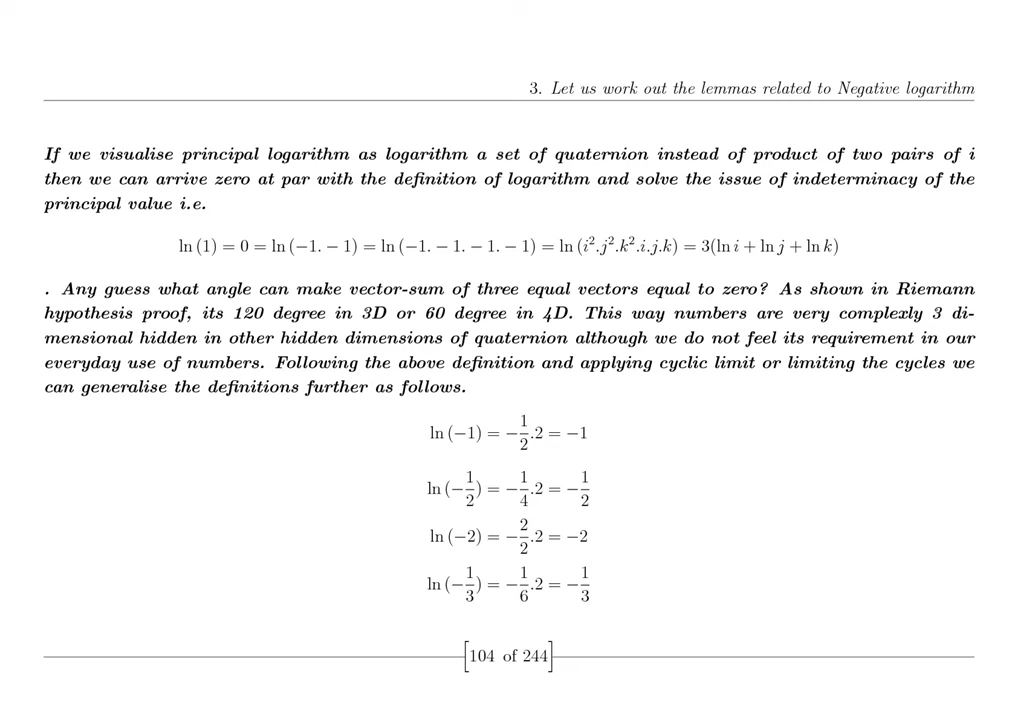 3. Let us work out the lemmas related to Negative logarithm
If we visualise principal logarithm as logarithm a set of quaternion instead of product of two pairs of i
then we can arrive zero at par with the definition of logarithm and solve the issue of indeterminacy of the
principal value i.e.
ln (1) = 0 = ln (−1. − 1) = ln (−1. − 1. − 1. − 1) = ln (i².j².k².i.j.k) = 3(ln i + ln j + ln k)
. Any guess what angle can make vector-sum of three equal vectors equal to zero? As shown in Riemann
hypothesis proof, its 120 degree in 3D or 60 degree in 4D. This way numbers are very complexly 3 di-
mensional hidden in other hidden dimensions of quaternion although we do not feel its requirement in our
everyday use of numbers. Following the above definition and applying cyclic limit or limiting the cycles we
can generalise the definitions further as follows.
ln (−1) = −1/2.2 = −1
ln (−1/2) = −1/4.2 = −1/2
ln (−2) = −2/2.2 = −2
ln (−1/3) = −1/6.2 = −1/3
[104 of 244]